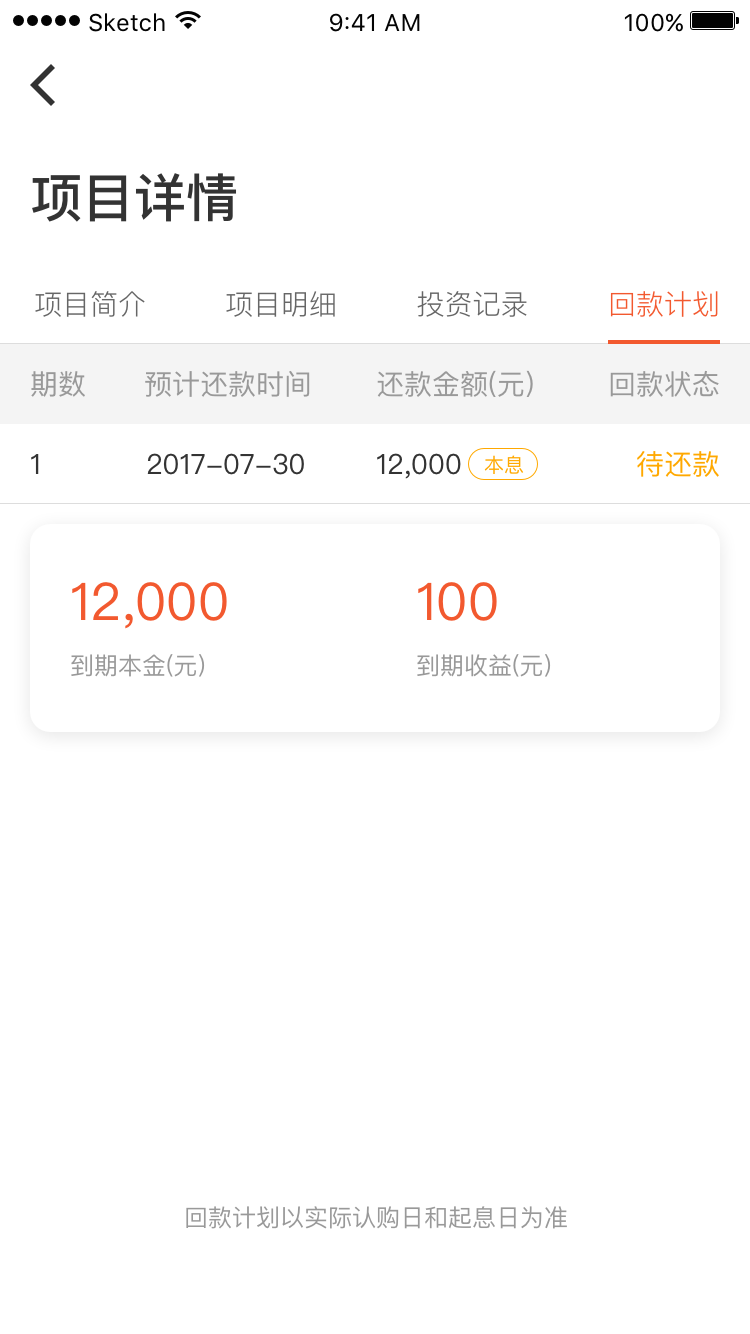 ●●●●● Sketch 9:41 AM 100%
项目详情
项目简介 项目明细 投资记录 回款计划
期数 预计还款时间 还款金额(元) 回款状态
1 2017–07–30 12,000 本息 待还款
12,000 100
到期本金(元) 到期收益(元)
回款计划以实际认购日和起息日为准